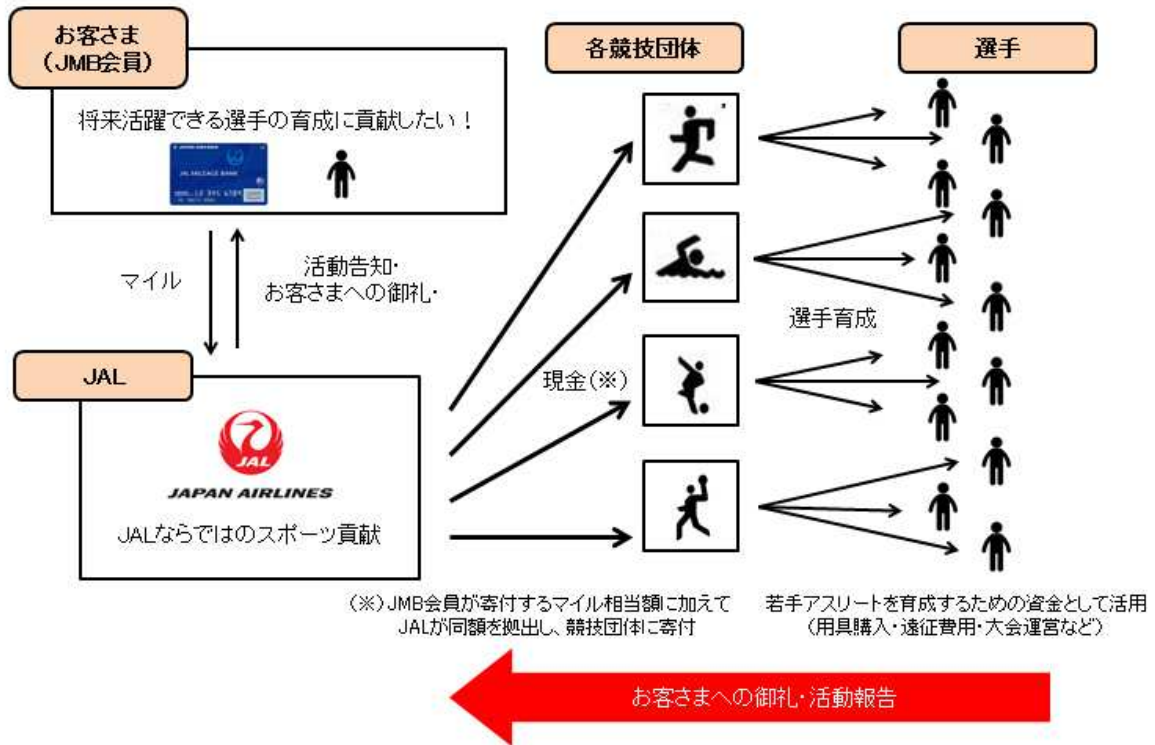 お客さま
(JMB会員)
将来活躍できる選手の育成に貢献したい！
JAPAN AIRLINES
JAL MILEAGE BANK
マイル
活動告知・
お客さまへの御礼・
JAL
JAL
JAPAN AIRLINES
JALならではのスポーツ貢献
各競技団体
現金(※)
選手
選手育成
(※)JMB会員が寄付するマイル相当額に加えて
JALが同額を拠出し、競技団体に寄付
若手アスリートを育成するための資金として活用
(用具購入・遠征費用・大会運営など)
お客さまへの御礼・活動報告